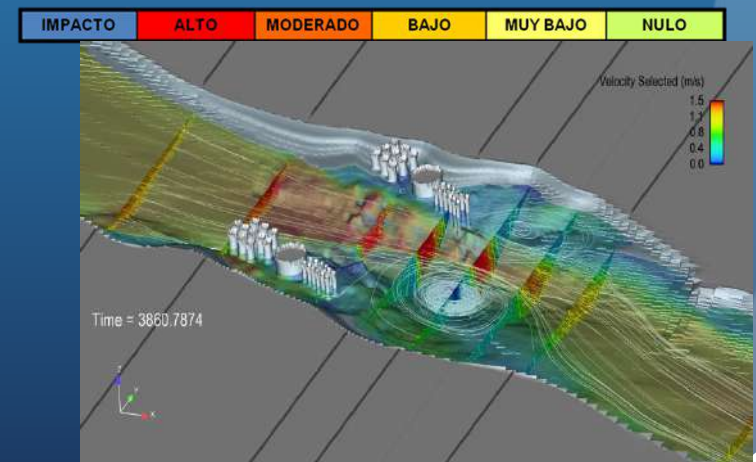 IMPACTO ALTO MODERADO BAJO MUY BAJO NULO
Velocity Selected (m/s)
1.5
1.1
0.8
0.4
0.0
Time = 3860.7874
Z
Y
X